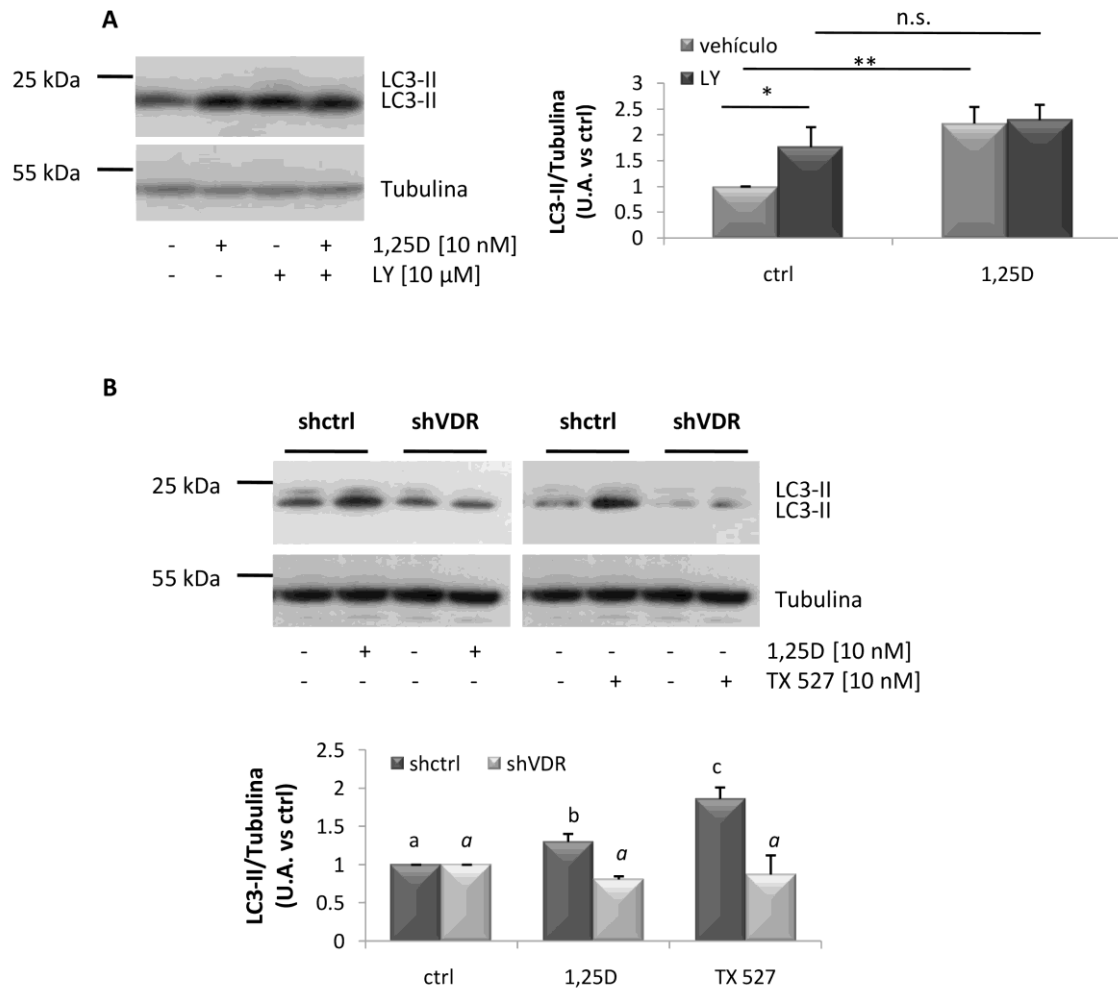 A
25 kDa
LC3-II
LC3-II
55 kDa
Tubulina
- + - + 1,25D [10 nM]
- - + + LY [10 µM]
n.s.
vehículo
LY
**
*
LC3-II/Tubulina
(U.A. vs ctrl)
3
2.5
2
1.5
1
0.5
0
ctrl 1,25D
B
shctrl shVDR shctrl shVDR
25 kDa
LC3-II
LC3-II
55 kDa
Tubulina
- + - + - - - - 1,25D [10 nM]
- - - - - + - + TX 527 [10 nM]
LC3-II/Tubulina
(U.A. vs ctrl)
2.5
2
1.5
1
0.5
0
shctrl shVDR
a a b a c a
ctrl 1,25D TX 527